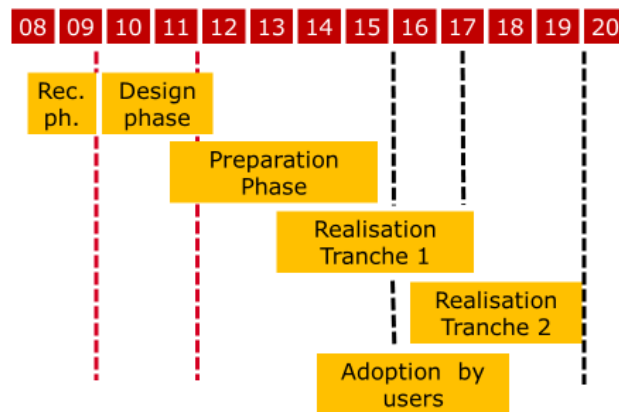 08 09 10 11 12 13 14 15 16 17 18 19 20
Rec.
ph.
Design
phase
Preparation
Phase
Realisation
Tranche 1
Realisation
Tranche 2
Adoption by
users